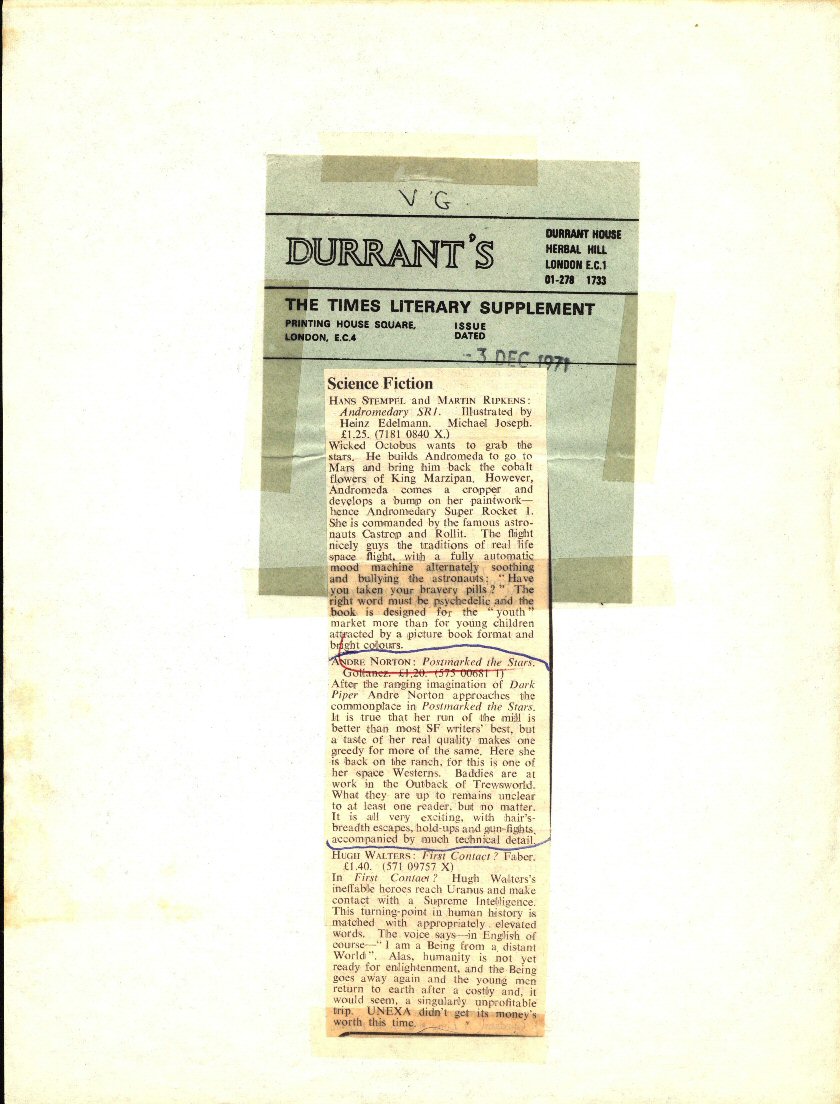 V G
DURRANT'S
DURRANT HOUSE
HERBAL HILL
LONDON E.C.1
01-278 1733
THE TIMES LITERARY SUPPLEMENT
PRINTING HOUSE SQUARE,
LONDON, E.C.4
ISSUE
DATED
- 3 DEC 1971
Science Fiction
HANS STEMPEL and MARTIN RIPKENS:
Andromedary SR1. Illustrated by
Heinz Edelmann. Michael Joseph.
£1.25. (7181 0840 X.)
Wicked Octobus wants to grab the
stars. He builds Andromeda to go to
Mars and bring him back the cobalt
flowers of King Marzipan. However,
Andromeda comes a cropper and
develops a bump on her paintwork—
hence Andromedary Super Rocket 1.
She is commanded by the famous astro-
nauts Castrop and Rollit. The flight
nicely guys the traditions of real life
space flight, with a fully automatic
mood machine alternately soothing
and bullying the astronauts: "Have
you taken your bravery pills?" The
right word must be psychedelic and the
book is designed for the "youth"
market more than for young children
attracted by a picture book format and
bright colours.
ANDRE NORTON: Postmarked the Stars.
Gollancz. £1.20. (575 00681 1)
After the ranging imagination of Dark
Piper Andre Norton approaches the
commonplace in Postmarked the Stars.
It is true that her run of the mill is
better than most SF writers' best, but
a taste of her real quality makes one
greedy for more of the same. Here she
is back on the ranch, for this is one of
her space Westerns. Baddies are at
work in the Outback of Trewsworld.
What they are up to remains unclear
to at least one reader, but no matter.
It is all very exciting, with hair's-
breadth escapes, hold-ups and gun-fights,
accompanied by much technical detail.
HUGH WALTERS: First Contact? Faber.
£1.40. (571 09757 X)
In First Contact? Hugh Walters's
ineffable heroes reach Uranus and make
contact with a Supreme Intelligence.
This turning-point in human history is
matched with appropriately elevated
words. The voice says—in English of
course—"I am a Being from a distant
World". Alas, humanity is not yet
ready for enlightenment, and the Being
goes away again and the young men
return to earth after a costly and, it
would seem, a singularly unprofitable
trip. UNEXA didn't get its money's
worth this time.